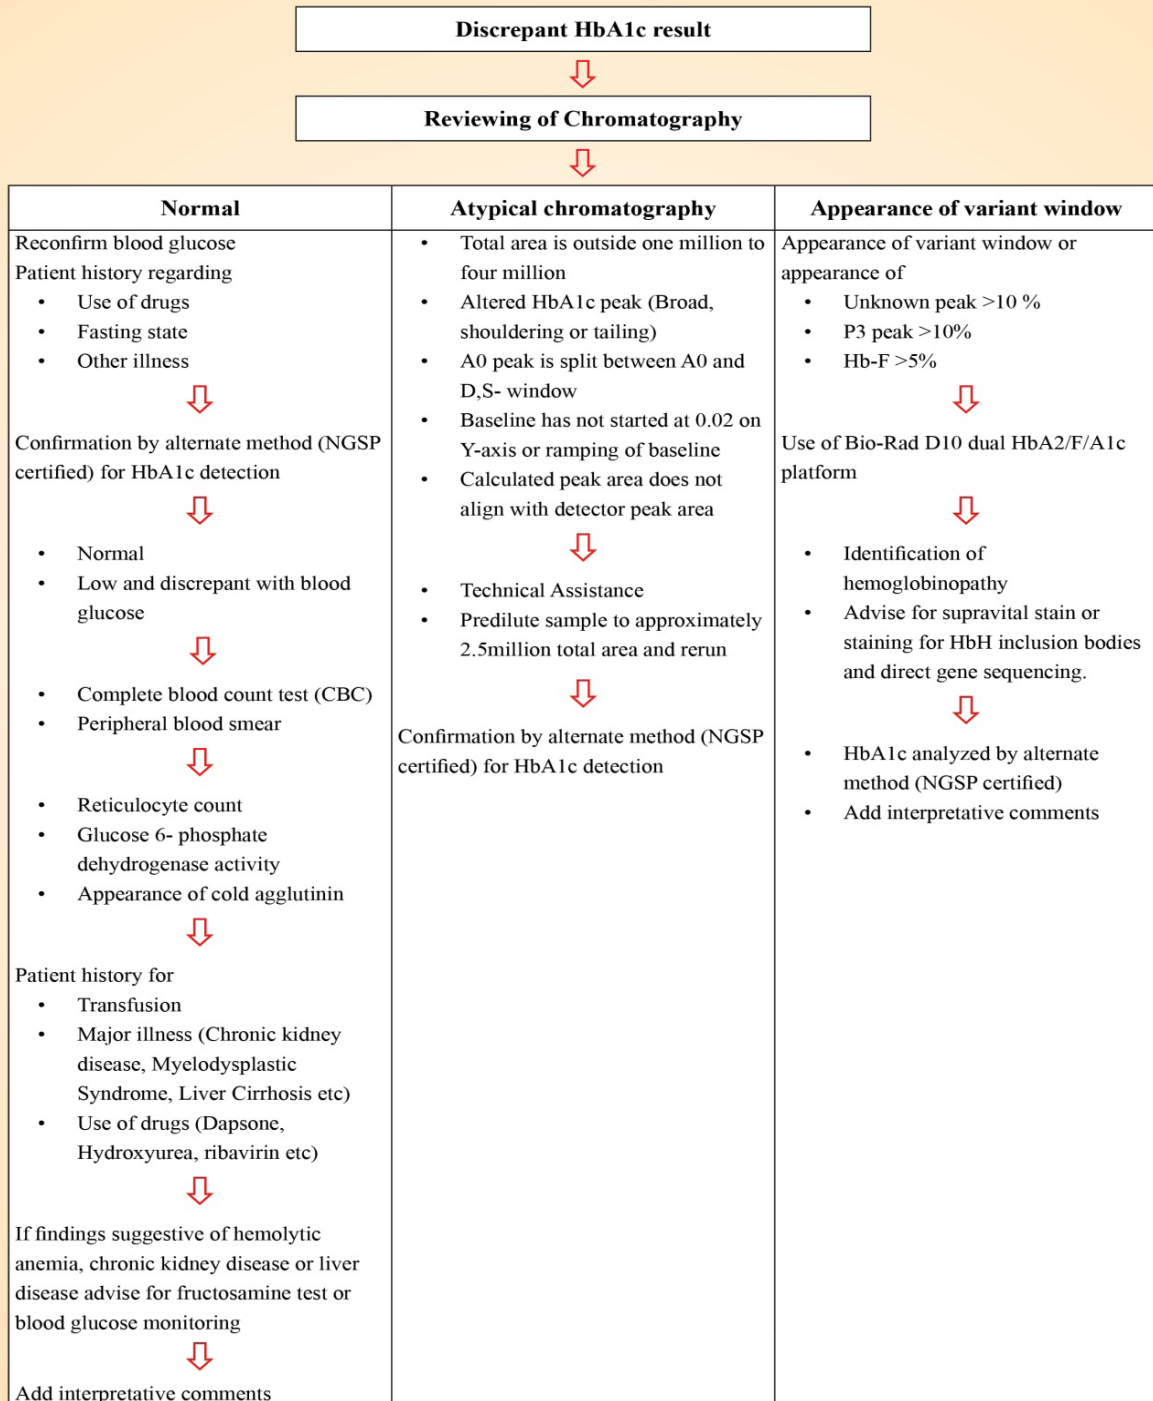 Discrepant HbA1c result
Reviewing of Chromatography
Normal
Reconfirm blood glucose
Patient history regarding
• Use of drugs
• Fasting state
• Other illness
Confirmation by alternate method (NGSP
certified) for HbA1c detection
• Normal
• Low and discrepant with blood
glucose
• Complete blood count test (CBC)
• Peripheral blood smear
• Reticulocyte count
• Glucose 6- phosphate
dehydrogenase activity
• Appearance of cold agglutinin
Patient history for
• Transfusion
• Major illness (Chronic kidney
disease, Myelodysplastic
Syndrome, Liver Cirrhosis etc)
• Use of drugs (Dapsone,
Hydroxyurea, ribavirin etc)
If findings suggestive of hemolytic
anemia, chronic kidney disease or liver
disease advise for fructosamine test or
blood glucose monitoring
Add interpretative comments
Atypical chromatography
• Total area is outside one million to
four million
• Altered HbA1c peak (Broad,
shouldering or tailing)
• A0 peak is split between A0 and
D,S- window
• Baseline has not started at 0.02 on
Y-axis or ramping of baseline
• Calculated peak area does not
align with detector peak area
• Technical Assistance
• Predilute sample to approximately
2.5million total area and rerun
Confirmation by alternate method (NGSP
certified) for HbA1c detection
Appearance of variant window
Appearance of variant window or
appearance of
• Unknown peak >10 %
• P3 peak >10%
• Hb-F >5%
Use of Bio-Rad D10 dual HbA2/F/A1c
platform
• Identification of
hemoglobinopathy
• Advise for supravital stain or
staining for HbH inclusion bodies
and direct gene sequencing.
• HbA1c analyzed by alternate
method (NGSP certified)
• Add interpretative comments